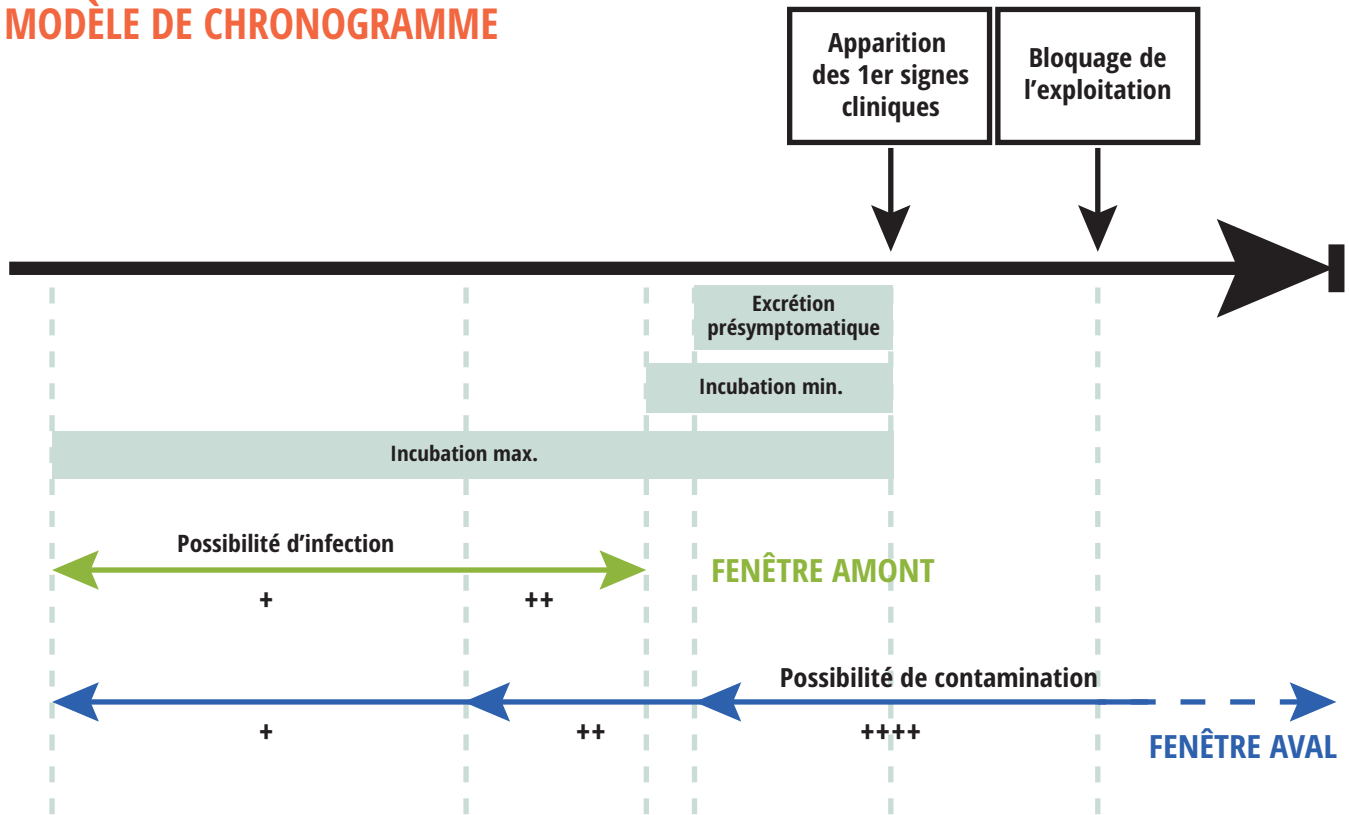 MODÈLE DE CHRONOGRAMME
Apparition
des 1er signes
cliniques
Bloquage de
l’exploitation
Excrétion
présymptomatique
Incubation min.
Incubation max.
Possibilité d’infection
FENÊTRE AMONT
+
++
Possibilité de contamination
+
++
++++
FENÊTRE AVAL